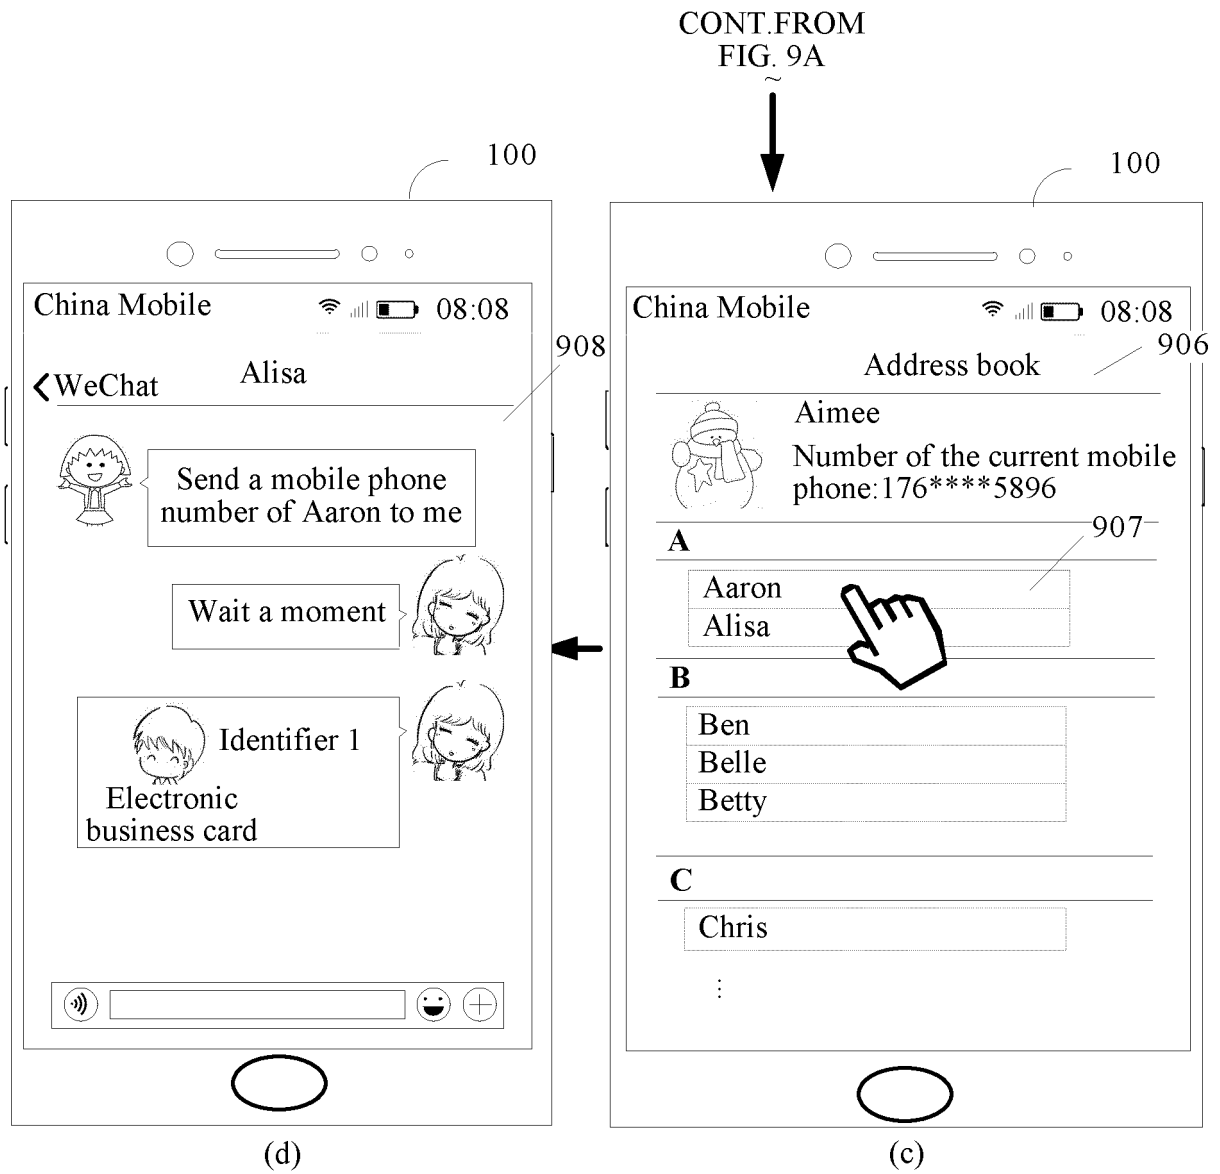 CONT.FROM
FIG. 9A
~
100
China Mobile 08:08
908
WeChat Alisa
Send a mobile phone
number of Aaron to me
Wait a moment
Identifier 1
Electronic
business card
(d)
100
China Mobile 08:08
906
Address book
Aimee
Number of the current mobile
phone:176****5896
907
A
Aaron
Alisa
B
Ben
Belle
Betty
C
Chris
⋮
(c)